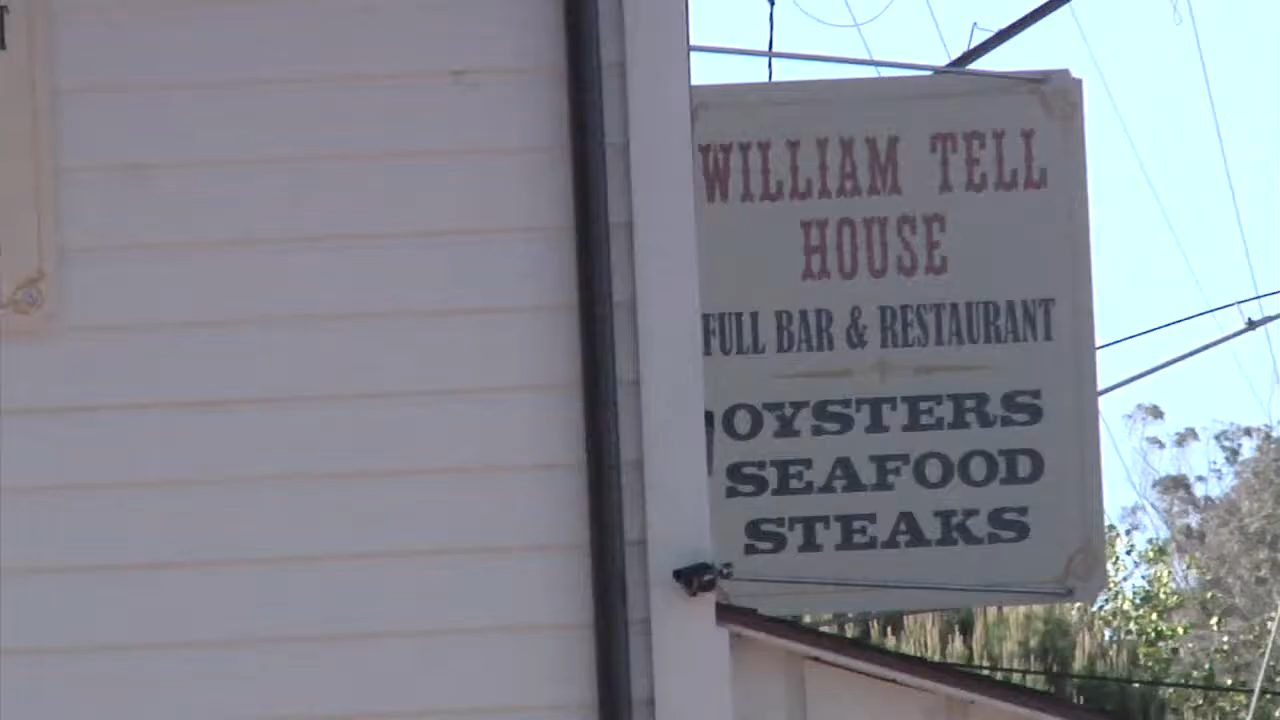 WILLIAM TELL
HOUSE
FULL BAR & RESTAURANT
OYSTERS
SEAFOOD
STEAKS